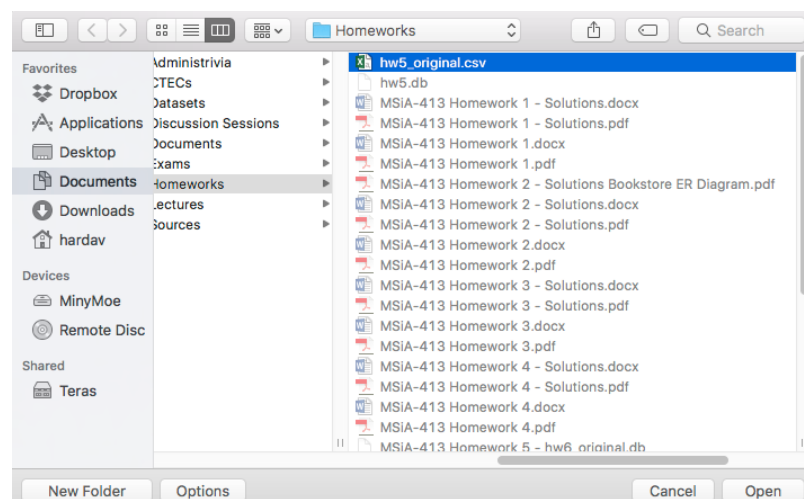 Homeworks
Search
Favorites
Dropbox
Applications
Desktop
Documents
Downloads
hardav
Devices
MinyMoe
Remote Disc
Shared
Teras
Administrivia
CTECs
Datasets
Discussion Sessions
Documents
Exams
Homeworks
Lectures
Sources
hw5_original.csv
hw5.db
MSiA-413 Homework 1 - Solutions.docx
MSiA-413 Homework 1 - Solutions.pdf
MSiA-413 Homework 1.docx
MSiA-413 Homework 1.pdf
MSiA-413 Homework 2 - Solutions Bookstore ER Diagram.pdf
MSiA-413 Homework 2 - Solutions.docx
MSiA-413 Homework 2 - Solutions.pdf
MSiA-413 Homework 2.docx
MSiA-413 Homework 2.pdf
MSiA-413 Homework 3 - Solutions.docx
MSiA-413 Homework 3 - Solutions.pdf
MSiA-413 Homework 3.docx
MSiA-413 Homework 3.pdf
MSiA-413 Homework 4 - Solutions.docx
MSiA-413 Homework 4 - Solutions.pdf
MSiA-413 Homework 4.docx
MSiA-413 Homework 4.pdf
MSiA-413 Homework 5 - hw6_original.db
New Folder
Options
Cancel
Open